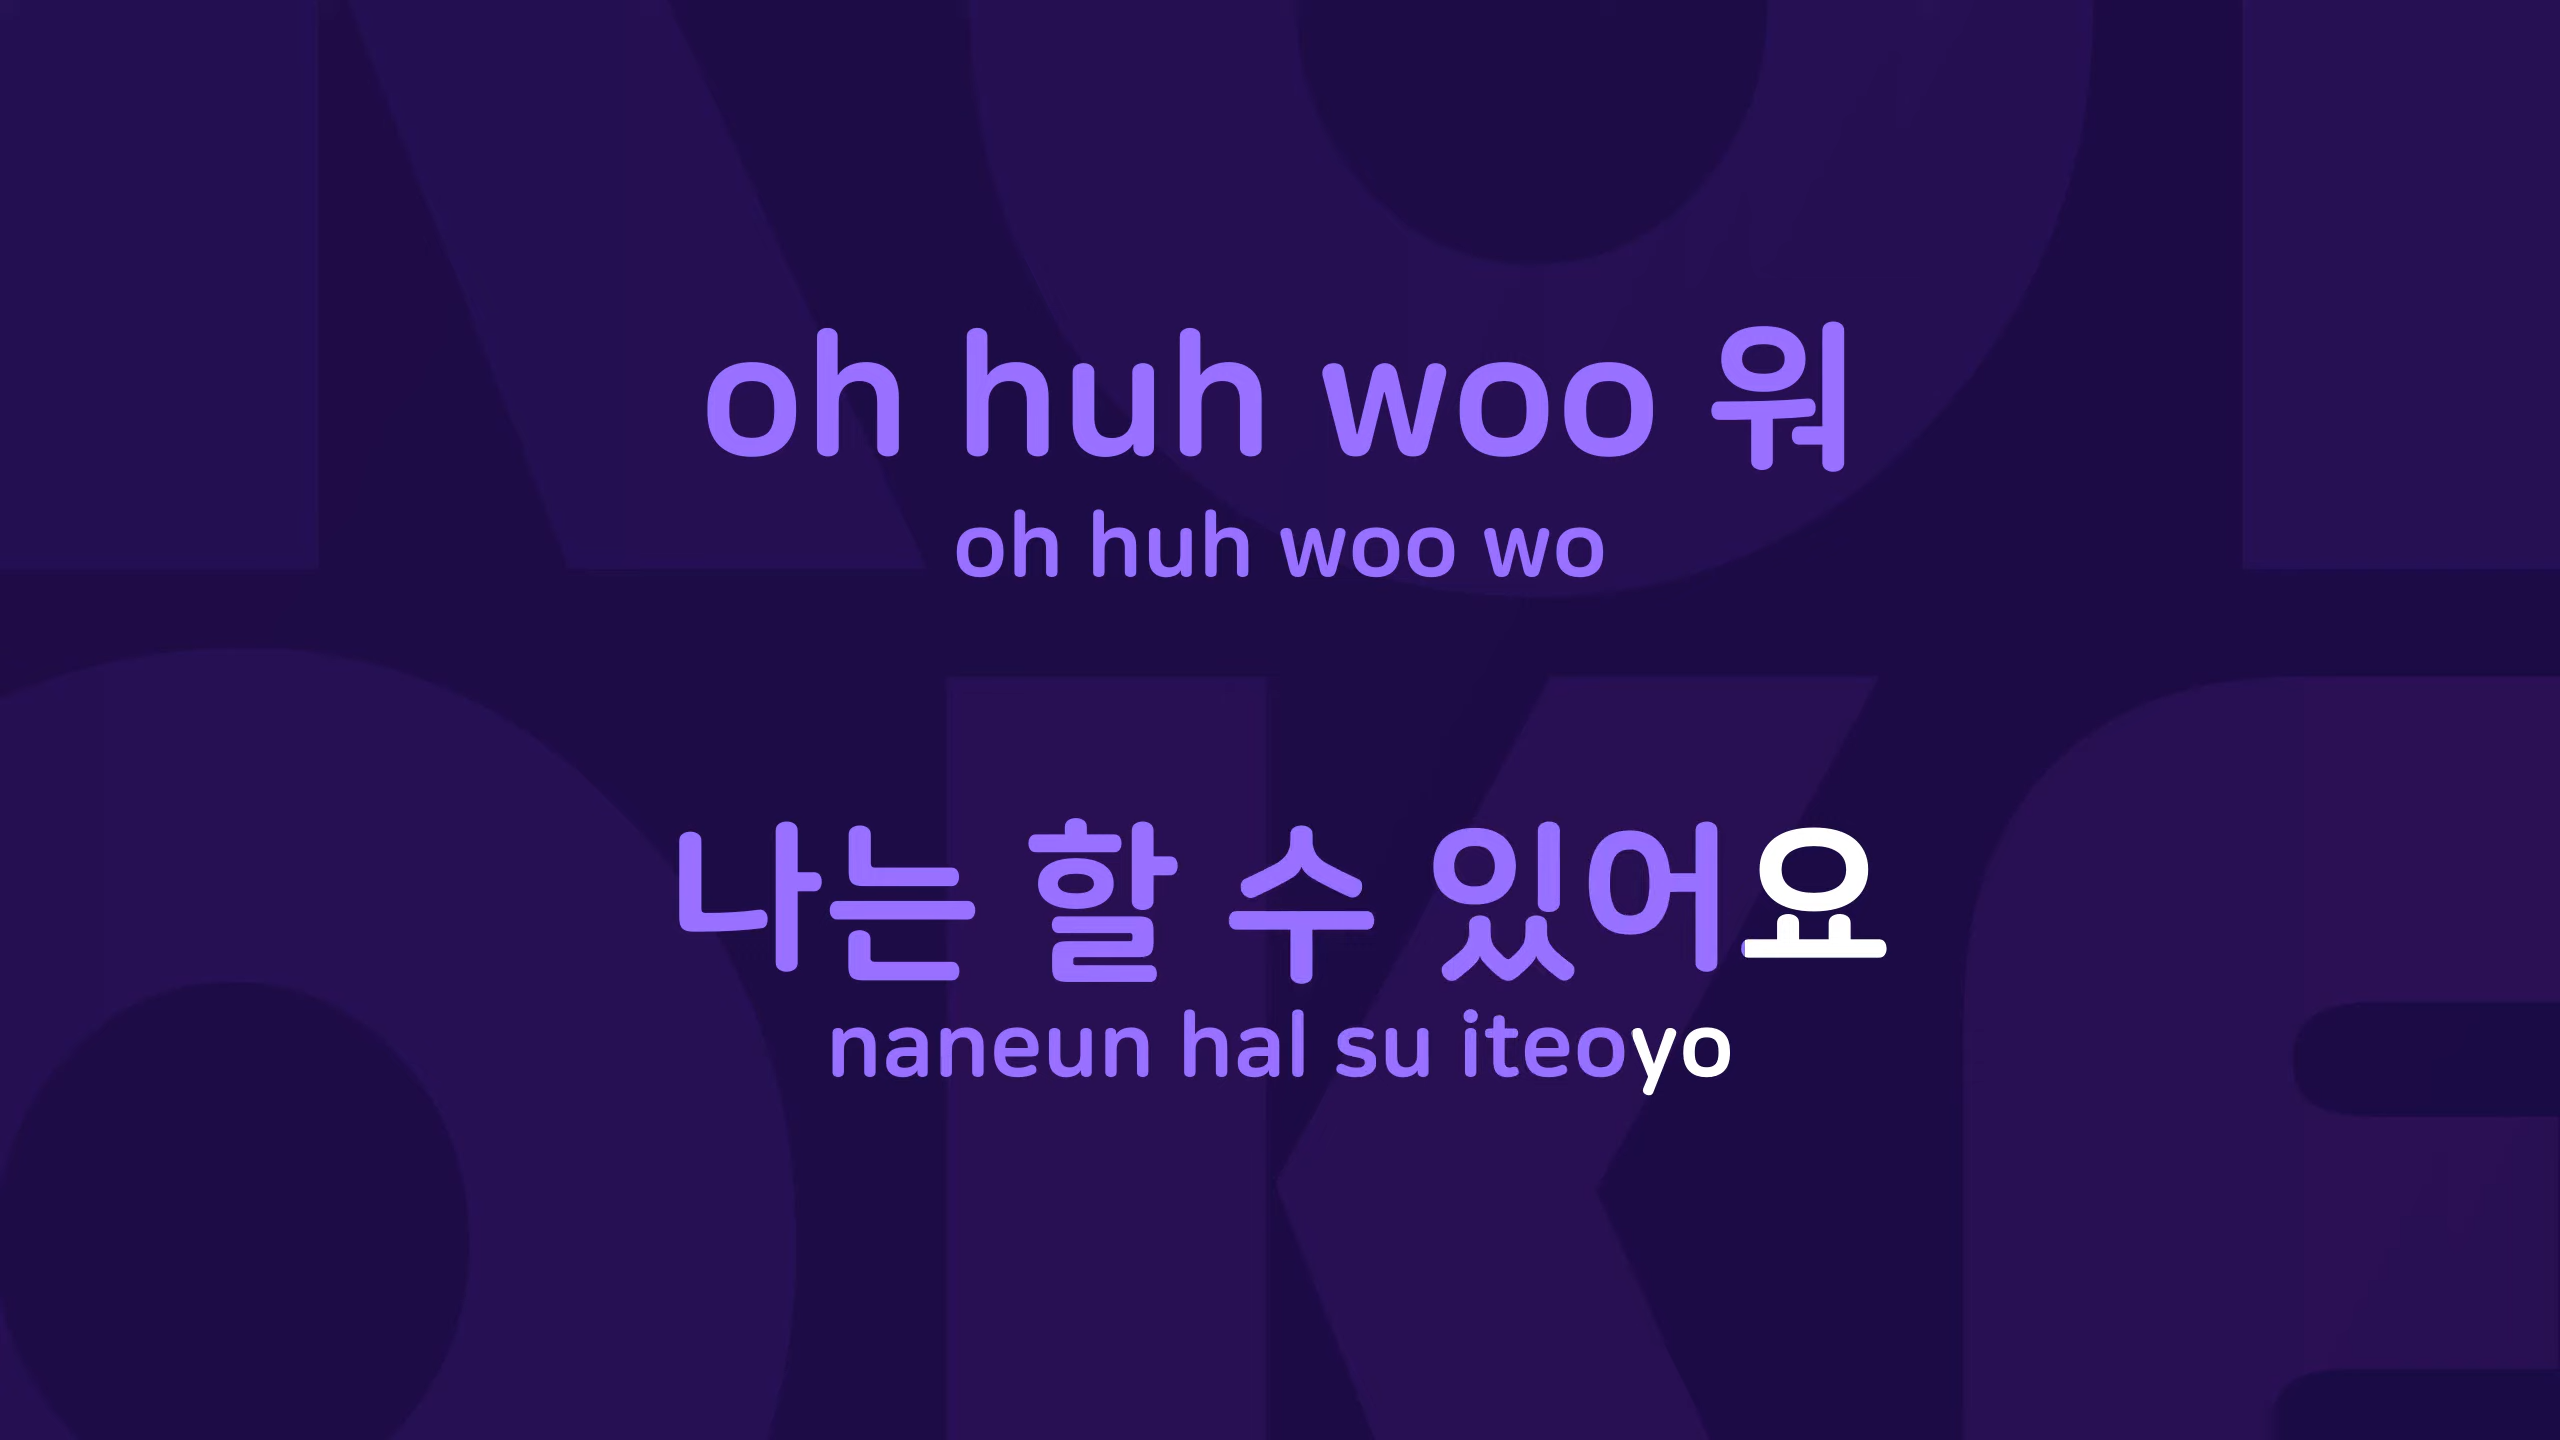 oh huh woo 워
oh huh woo wo
나는 할 수 있어요
naneun hal su iteoyo